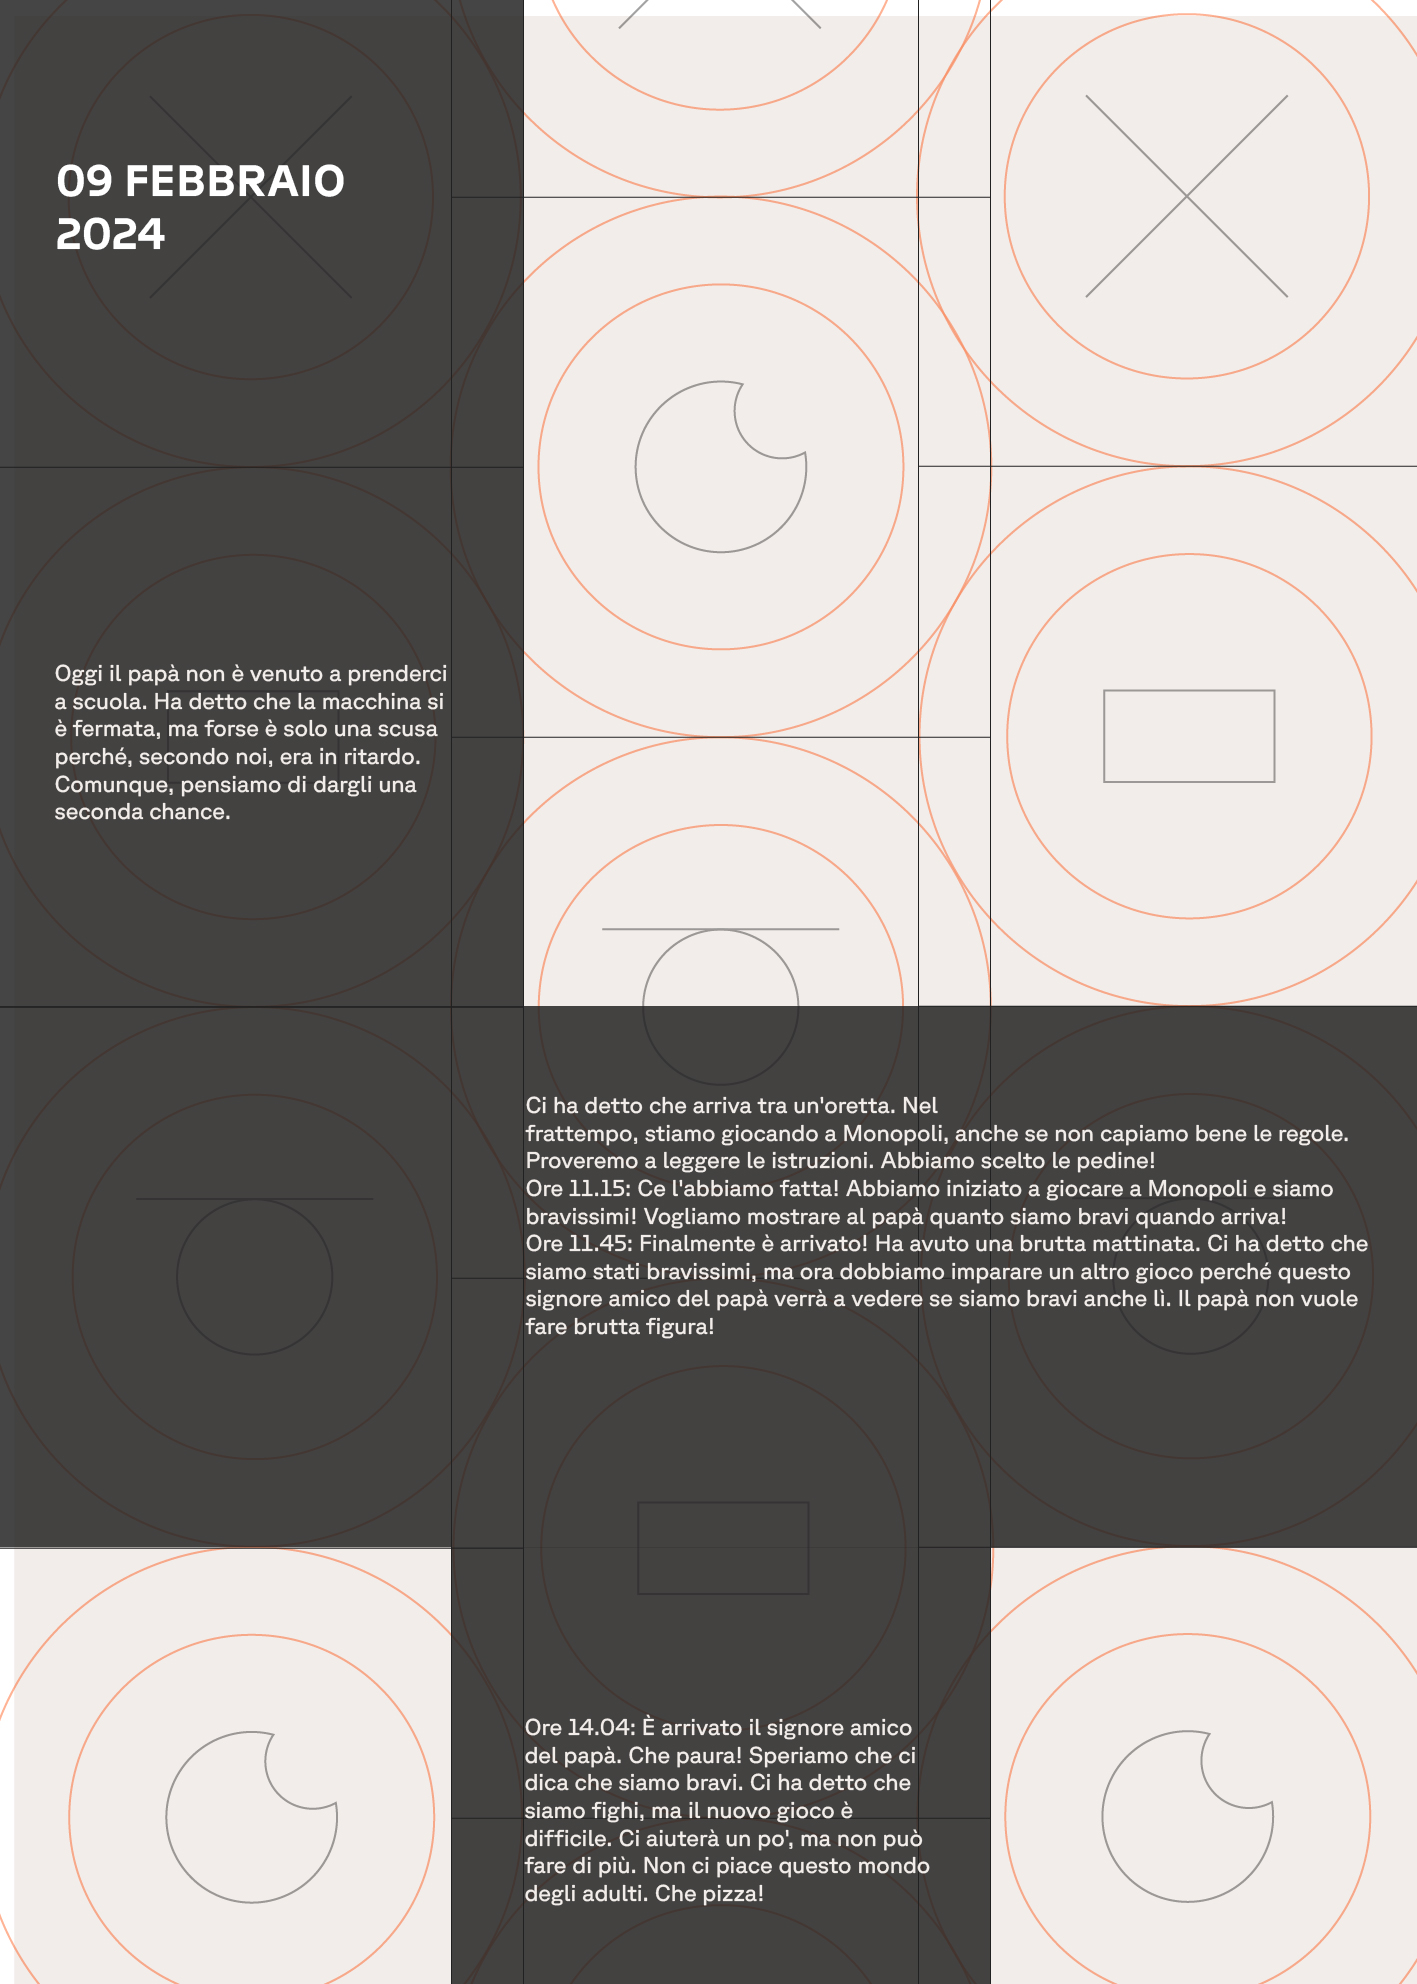 09 FEBBRAIO
2024
Oggi il papà non è venuto a prenderci
a scuola. Ha detto che la macchina si
è fermata, ma forse è solo una scusa
perché, secondo noi, era in ritardo.
Comunque, pensiamo di dargli una
seconda chance.
Ci ha detto che arriva tra un'oretta. Nel
frattempo, stiamo giocando a Monopoli, anche se non capiamo bene le regole.
Proveremo a leggere le istruzioni. Abbiamo scelto le pedine!
Ore 11.15: Ce l'abbiamo fatta! Abbiamo iniziato a giocare a Monopoli e siamo
bravissimi! Vogliamo mostrare al papà quanto siamo bravi quando arriva!
Ore 11.45: Finalmente è arrivato! Ha avuto una brutta mattinata. Ci ha detto che
siamo stati bravissimi, ma ora dobbiamo imparare un altro gioco perché questo
signore amico del papà verrà a vedere se siamo bravi anche lì. Il papà non vuole
fare brutta figura!
Ore 14.04: È arrivato il signore amico
del papà. Che paura! Speriamo che ci
dica che siamo bravi. Ci ha detto che
siamo fighi, ma il nuovo gioco è
difficile. Ci aiuterà un po', ma non può
fare di più. Non ci piace questo mondo
degli adulti. Che pizza!